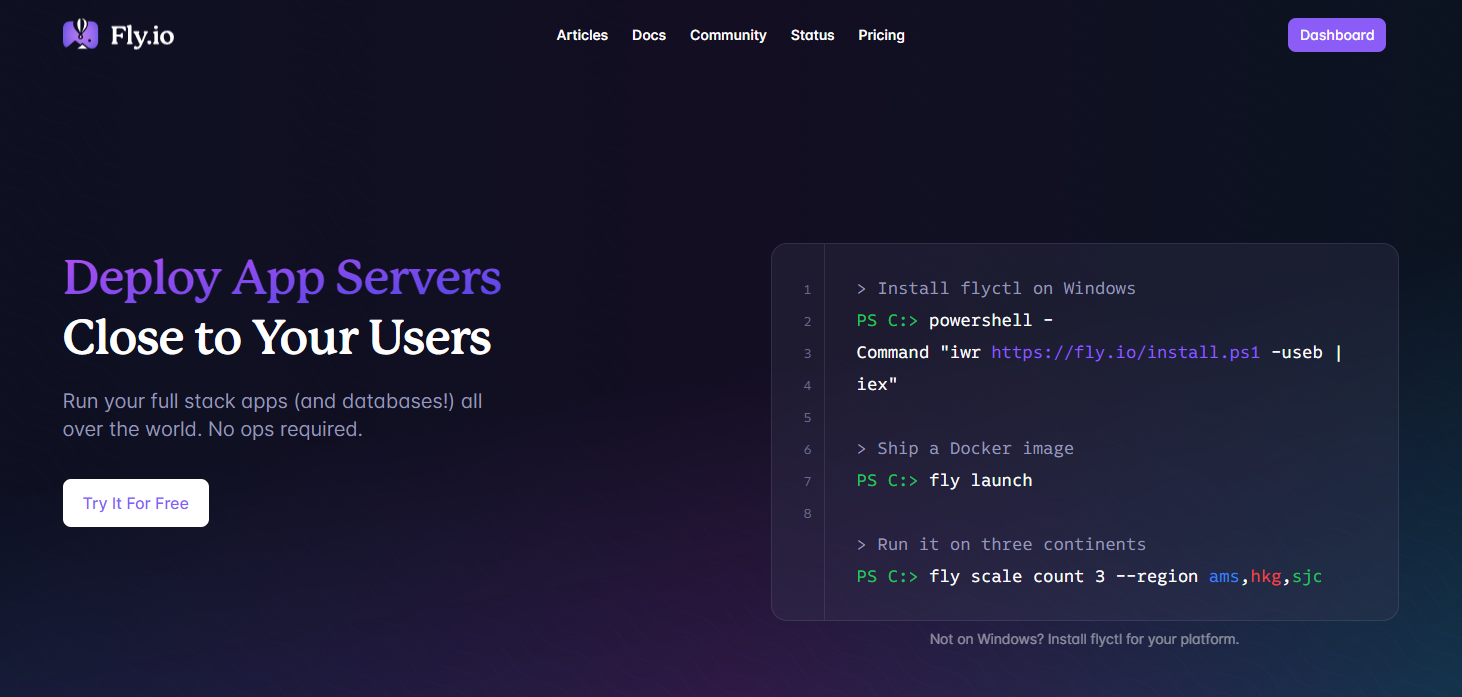 Fly.io
Articles Docs Community Status Pricing
Dashboard
Deploy App Servers
Close to Your Users
Run your full stack apps (and databases!) all
over the world. No ops required.
Try It For Free
1 > Install flyctl on Windows
2 PS C:> powershell -
3 Command "iwr https://fly.io/install.ps1 -useb |
4 iex"
5
6 > Ship a Docker image
7 PS C:> fly launch
8
> Run it on three continents
PS C:> fly scale count 3 --region ams,hkg,sjc
Not on Windows? Install flyctl for your platform.